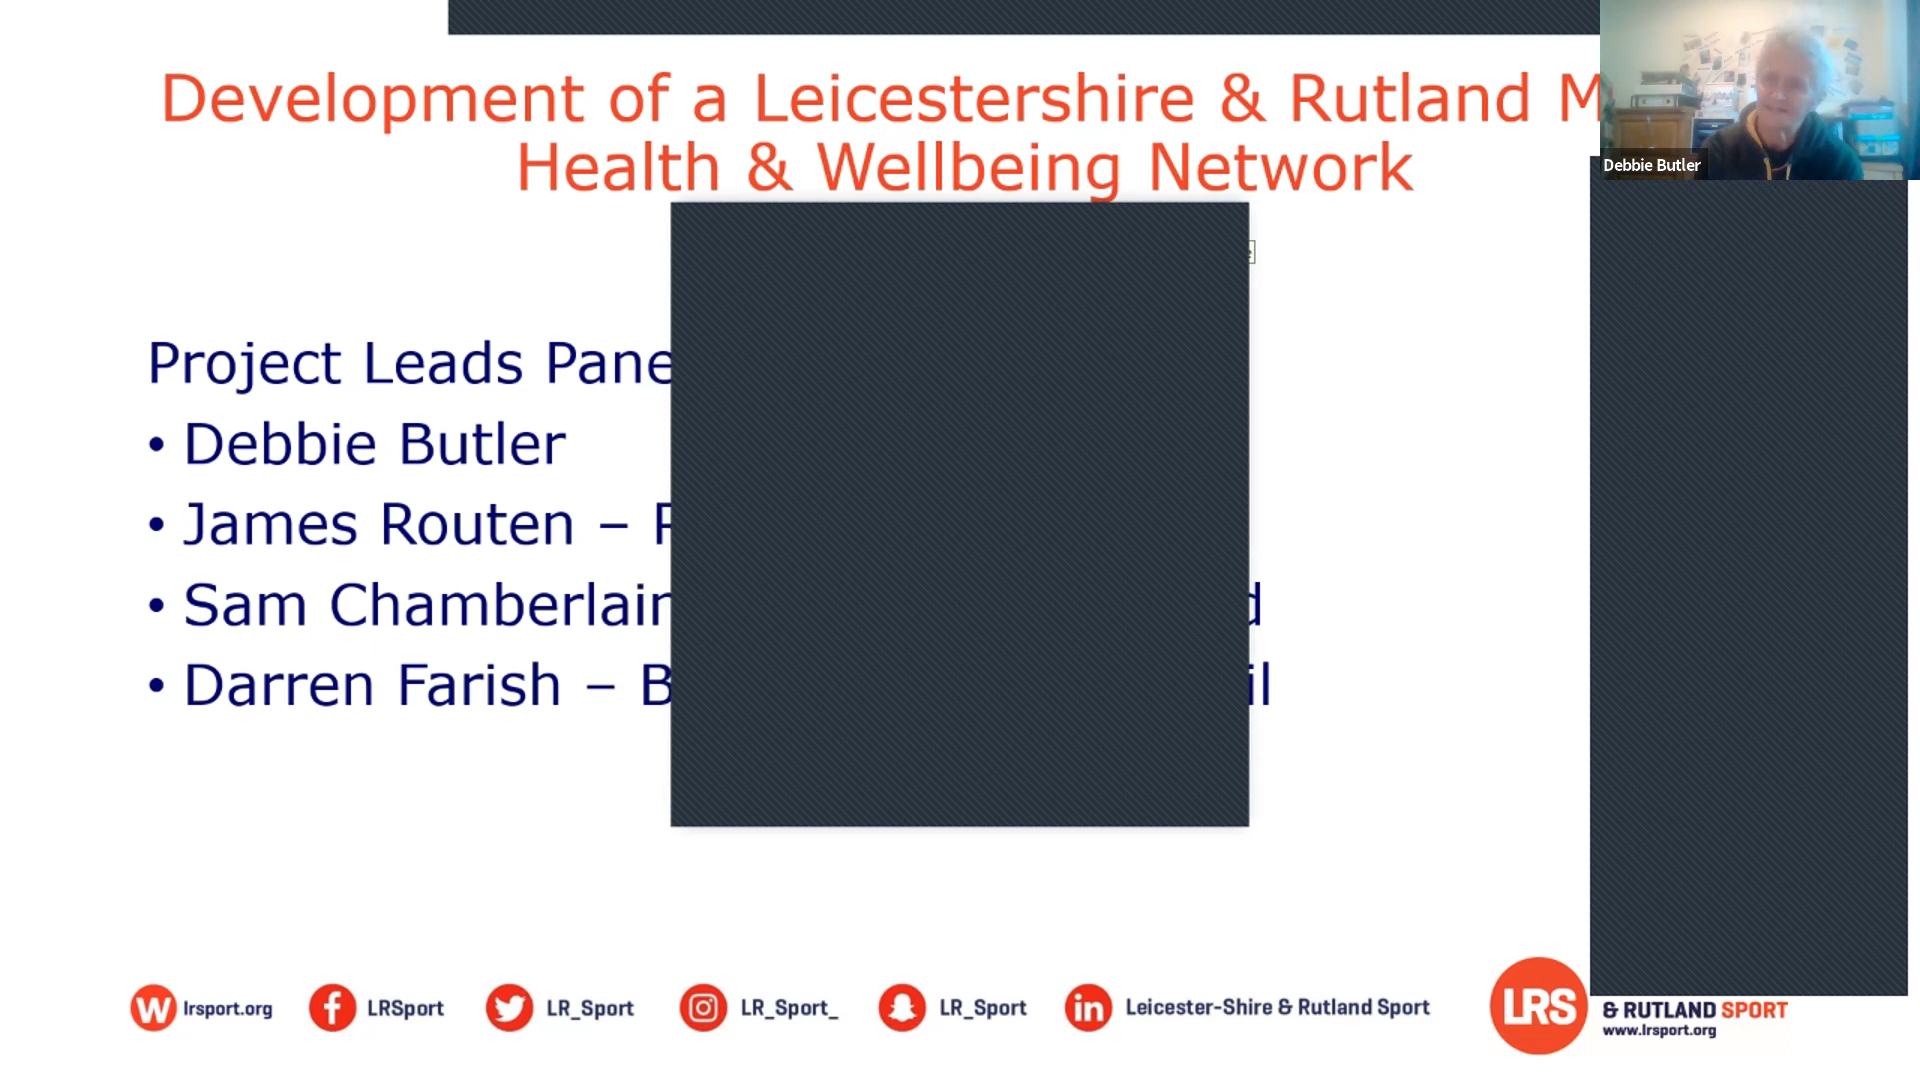 Development of a Leicestershire & Rutland
Health & Wellbeing Network
Debbie Butler
Project Leads
• Debbie Butler
• James Routen –
• Sam Chamberlain
• Darren Farish –
lrsport.org
LRSport
LR_Sport
LR_Sport_
LR_Sport
Leicester-Shire & Rutland Sport
LRS
& RUTLAND SPORT
www.lrsport.org